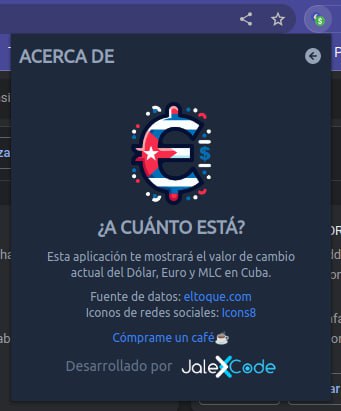 ACERCA DE
¿A CUÁNTO ESTÁ?
Esta aplicación te mostrará el valor de cambio
actual del Dólar, Euro y MLC en Cuba.
Fuente de datos: eltoque.com
Iconos de redes sociales: Icons8
Cómprame un café☕
Desarrollado por JaleXCode